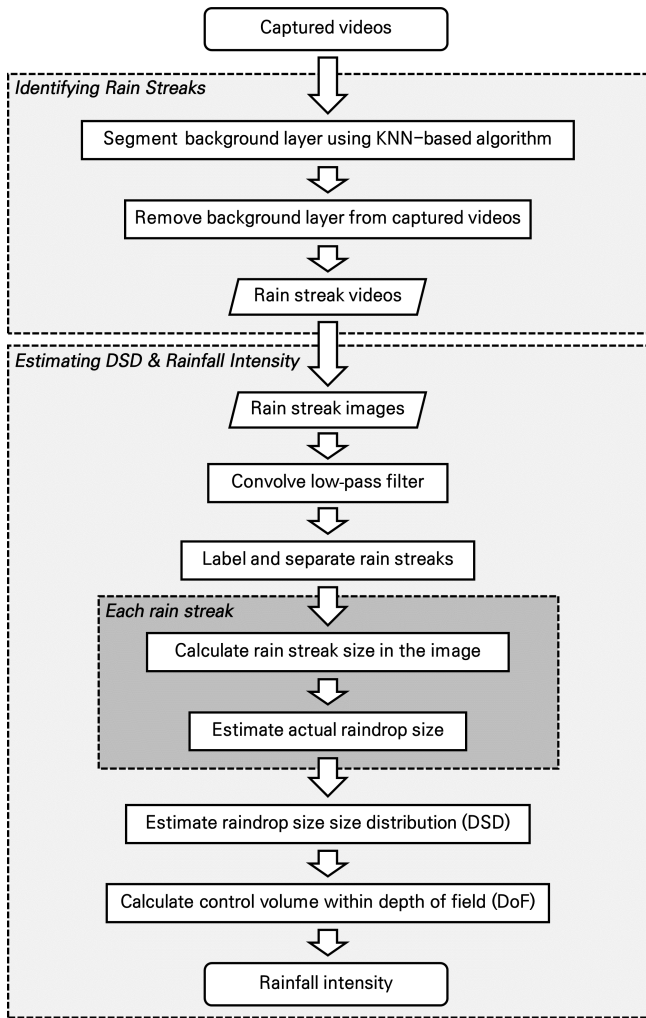 Captured videos
Identifying Rain Streaks
Segment background layer using KNN-based algorithm
Remove background layer from captured videos
Rain streak videos
Estimating DSD & Rainfall Intensity
Rain streak images
Convolve low-pass filter
Label and separate rain streaks
Each rain streak
Calculate rain streak size in the image
Estimate actual raindrop size
Estimate raindrop size size distribution (DSD)
Calculate control volume within depth of field (DoF)
Rainfall intensity